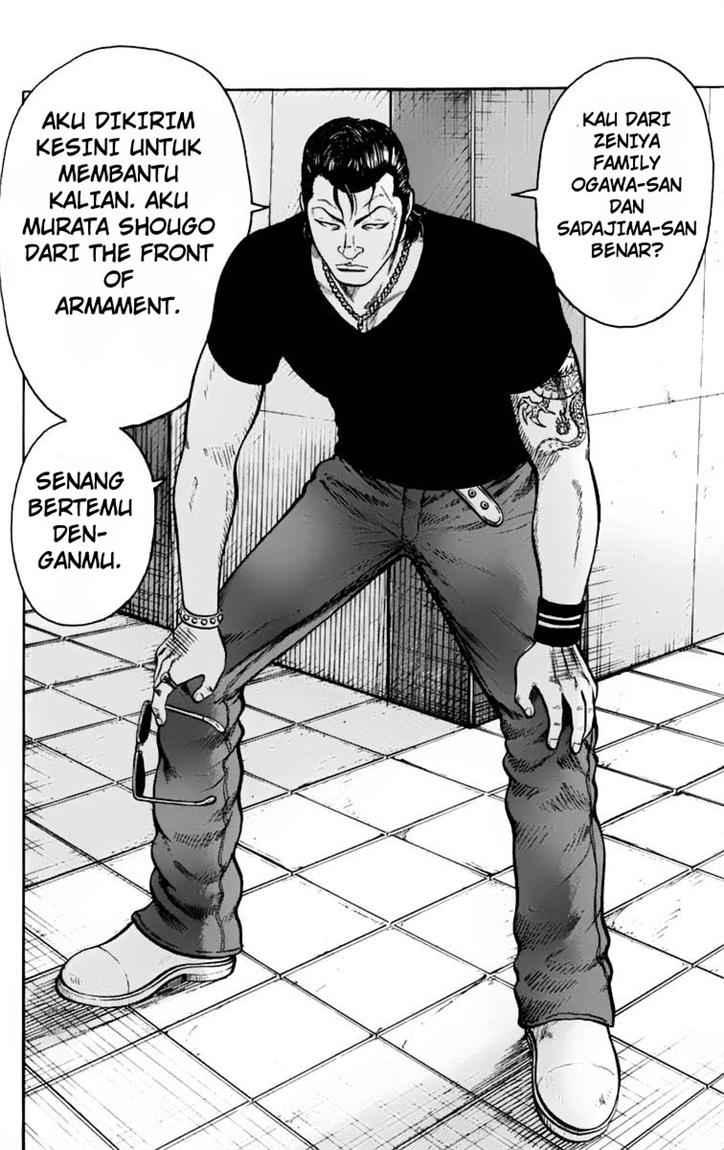 KAU DARI
ZENIYA
FAMILY
OGAWA-SAN
DAN
SADAJIMA-SAN
BENAR?
AKU DIKIRIM
KESINI UNTUK
MEMBANTU
KALIAN. AKU
MURATA SHOUGO
DARI THE FRONT
OF
ARMAMENT.
SENANG
BERTEMU
DEN-
GANMU.